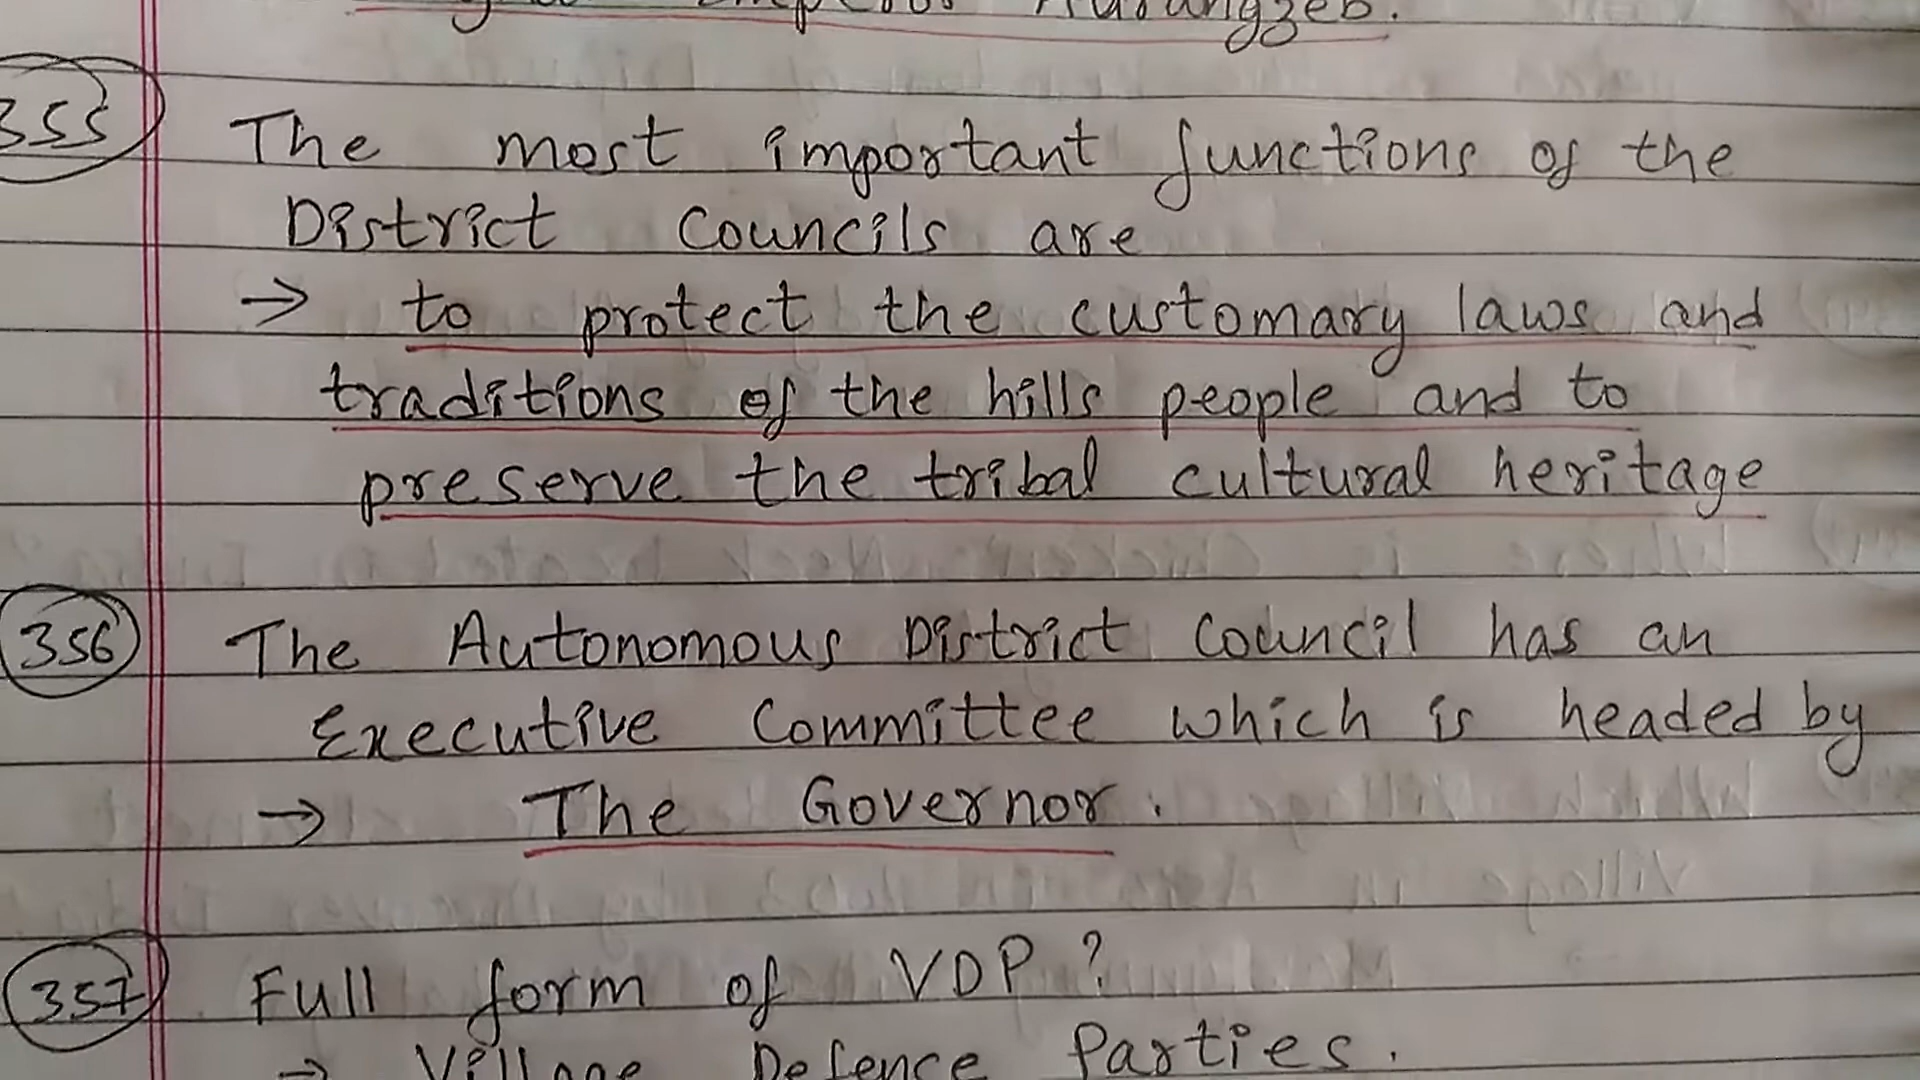 Aurangzeb.
355 The most important functions of the
District Councils are
→ to protect the customary laws and
traditions of the hills people and to
preserve the tribal cultural heritage
356 The Autonomous District Council has an
Executive Committee which is headed by
→ The Governor.
357 Full form of VDP?
→ Village Defence Parties.